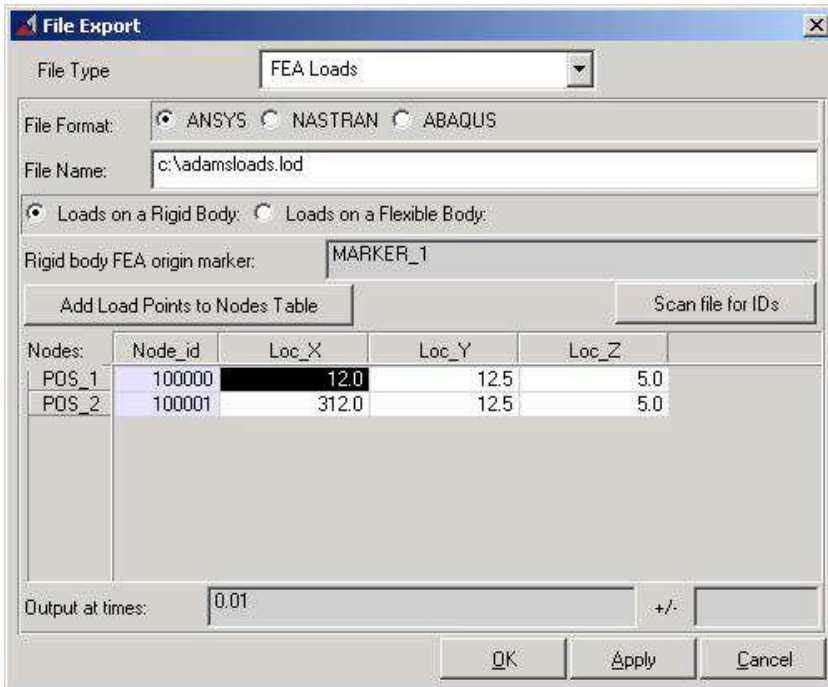 File Export
File Type FEA Loads
File Format: ANSYS NASTRAN ABAQUS
File Name: c:\adamsloads.lod
Loads on a Rigid Body: Loads on a Flexible Body:
Rigid body FEA origin marker: MARKER_1
Add Load Points to Nodes Table Scan file for IDs
Nodes: Node_id Loc_X Loc_Y Loc_Z
POS_1 100000 12.0 12.5 5.0
POS_2 100001 312.0 12.5 5.0
Output at times: 0.01 +/-
OK Apply Cancel